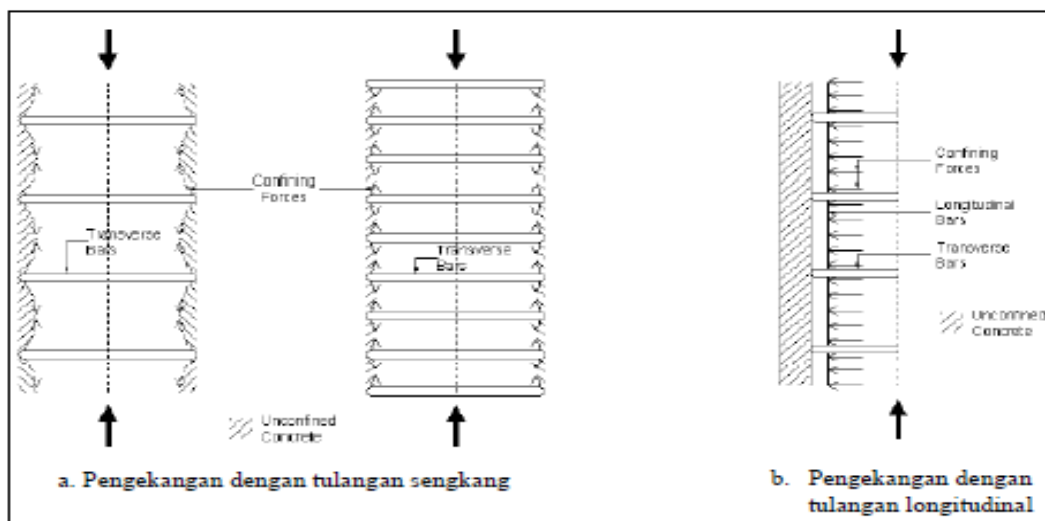 Confining
Forces
Transverse
Bars
Transverse
Bars
Unconfined
Concrete
a. Pengekangan dengan tulangan sengkang
Confining
Forces
Longitudinal
Bars
Transverse
Bars
Unconfined
Concrete
b. Pengekangan dengan
tulangan longitudinal